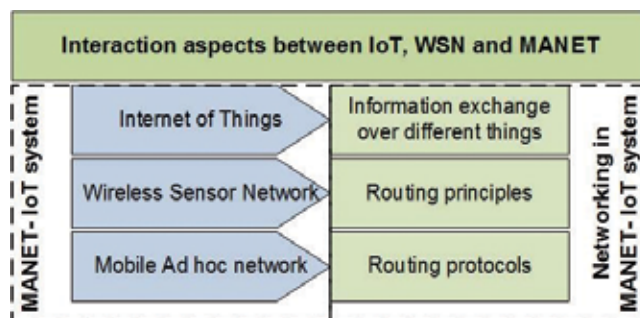 Interaction aspects between IoT, WSN and MANET
MANET- IoT system
Internet of Things
Information exchange
over different things
Wireless Sensor Network
Routing principles
Mobile Ad hoc network
Routing protocols
Networking in
MANET- IoT system